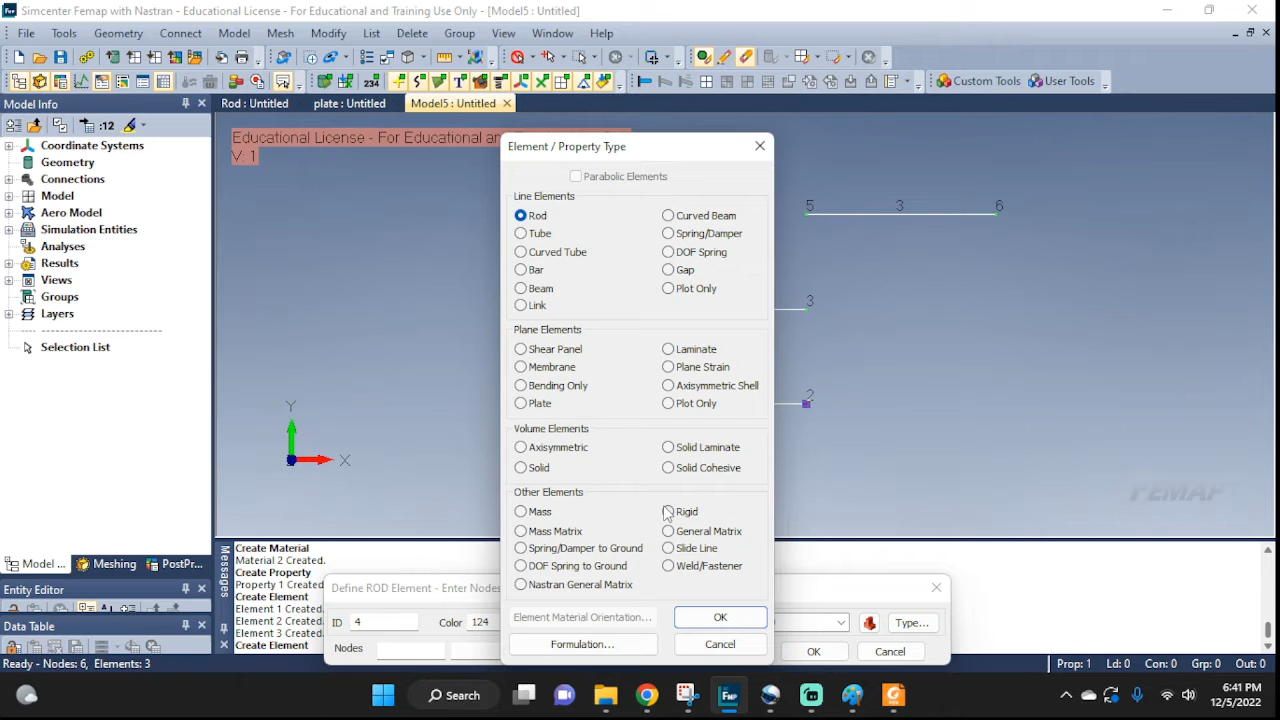 Simcenter Femap with Nastran - Educational License - For Educational and Training Use Only - [Model5 : Untitled]
File Tools Geometry Connect Model Mesh Modify List Delete Group View Window Help
234 Custom Tools User Tools
Model Info Rod : Untitled plate : Untitled Model5 : Untitled
:12
Educational License - For Educational an
V: 1
Coordinate Systems
Geometry
Connections
Model
Aero Model
Simulation Entities
Analyses
Results
Views
Groups
Layers
Selection List
Y
X
5 3 6
3
2
FEMAP
Element / Property Type
Parabolic Elements
Line Elements
Rod Curved Beam
Tube Spring/Damper
Curved Tube DOF Spring
Bar Gap
Beam Plot Only
Link
Plane Elements
Shear Panel Laminate
Membrane Plane Strain
Bending Only Axisymmetric Shell
Plate Plot Only
Volume Elements
Axisymmetric Solid Laminate
Solid Solid Cohesive
Other Elements
Mass Rigid
Mass Matrix General Matrix
Spring/Damper to Ground Slide Line
DOF Spring to Ground Weld/Fastener
Nastran General Matrix
Element Material Orientation... OK
Formulation... Cancel
Model ... Meshing PostPr...
Entity Editor
Data Table
Messages
Create Material
Material 2 Created.
Create Property
Property 1 Created
Create Element
Element 1 Created
Element 2 Created
Element 3 Created
Create Element
Define ROD Element - Enter Nodes
ID 4 Color 124 Type...
Nodes OK Cancel
Ready - Nodes: 6, Elements: 3 Prop: 1 Ld: 0 Con: 0 Grp: 0 Out: 0
Search
FMP
6:41 PM
12/5/2022